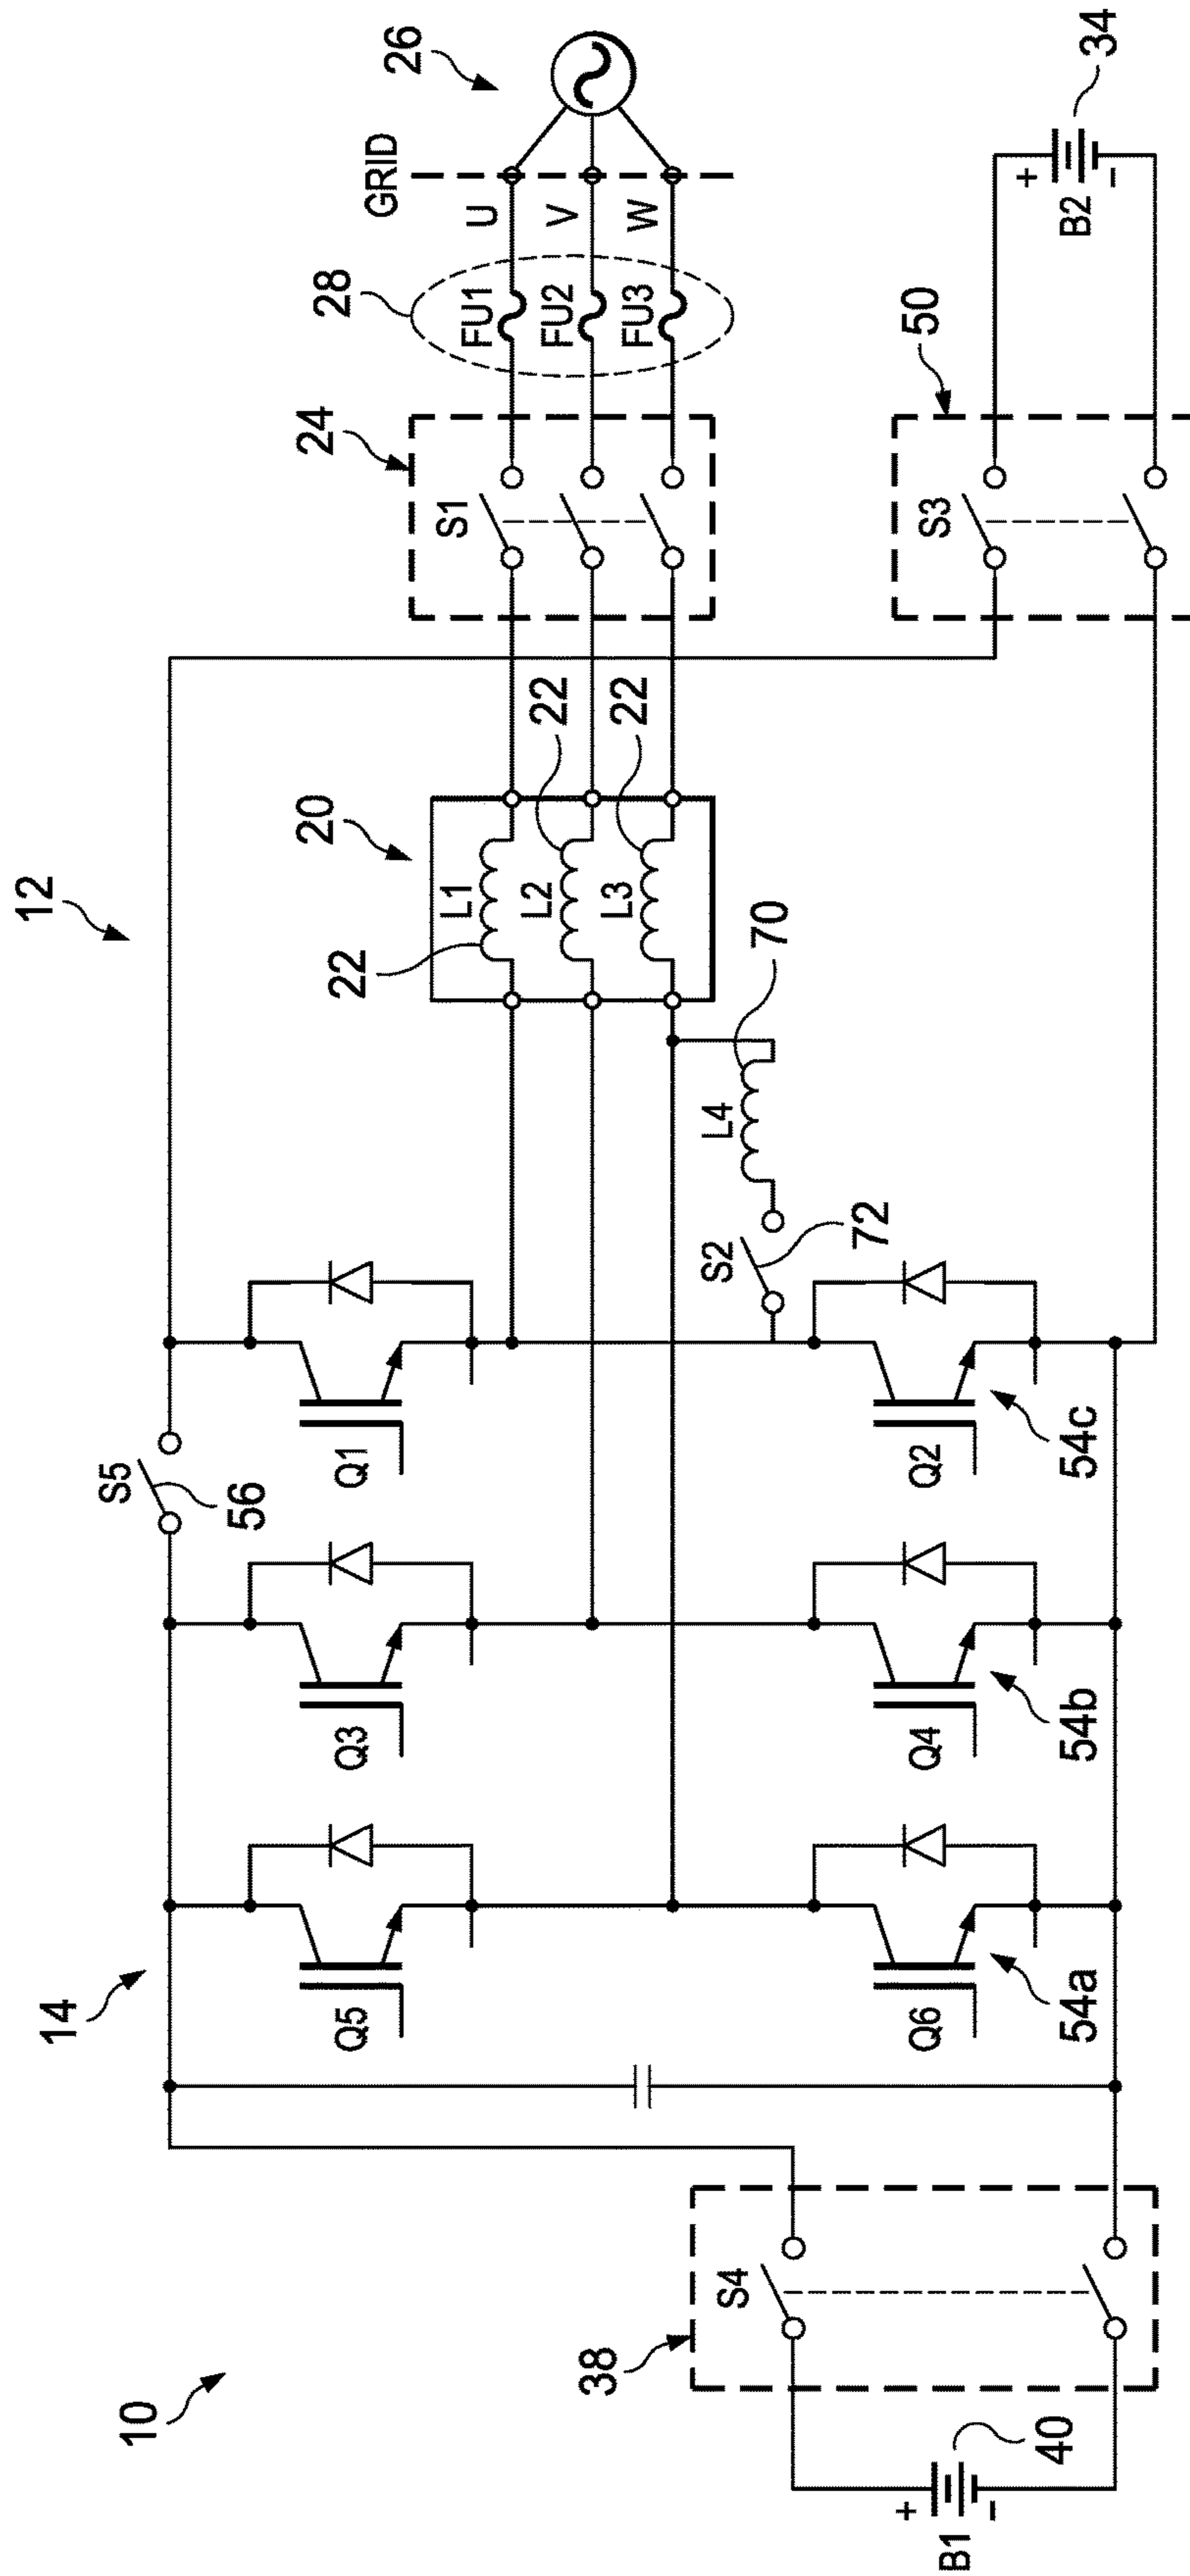 10
12
14
26
GRID
28
U
V
W
FU1
FU2
FU3
24
S1
20
22
22
22
L1
L2
L3
70
L4
S2
72
S5
56
Q1
Q3
Q5
Q2
Q4
Q6
54c
54b
54a
50
S3
34
+
B2
−
38
S4
40
+
B1
−